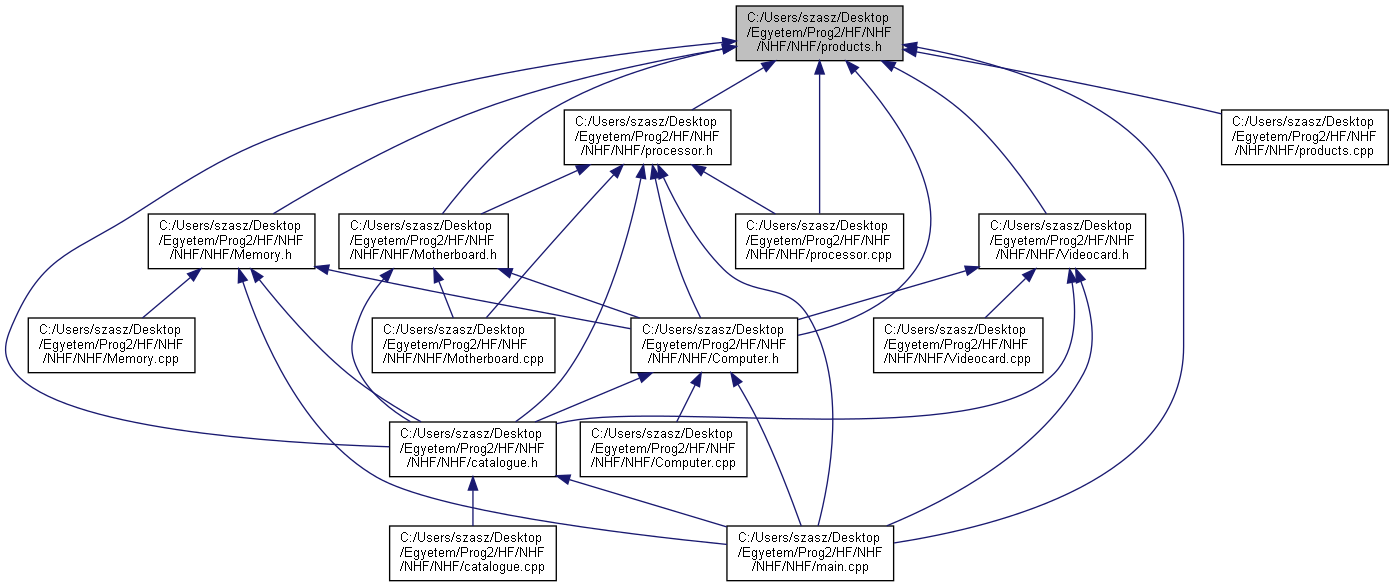 C:/Users/szasz/Desktop
/Egyetem/Prog2/HF/NHF
/NHF/NHF/products.h
C:/Users/szasz/Desktop
/Egyetem/Prog2/HF/NHF
/NHF/NHF/processor.h
C:/Users/szasz/Desktop
/Egyetem/Prog2/HF/NHF
/NHF/NHF/products.cpp
C:/Users/szasz/Desktop
/Egyetem/Prog2/HF/NHF
/NHF/NHF/Memory.h
C:/Users/szasz/Desktop
/Egyetem/Prog2/HF/NHF
/NHF/NHF/Motherboard.h
C:/Users/szasz/Desktop
/Egyetem/Prog2/HF/NHF
/NHF/NHF/processor.cpp
C:/Users/szasz/Desktop
/Egyetem/Prog2/HF/NHF
/NHF/NHF/Videocard.h
C:/Users/szasz/Desktop
/Egyetem/Prog2/HF/NHF
/NHF/NHF/Memory.cpp
C:/Users/szasz/Desktop
/Egyetem/Prog2/HF/NHF
/NHF/NHF/Motherboard.cpp
C:/Users/szasz/Desktop
/Egyetem/Prog2/HF/NHF
/NHF/NHF/Computer.h
C:/Users/szasz/Desktop
/Egyetem/Prog2/HF/NHF
/NHF/NHF/Videocard.cpp
C:/Users/szasz/Desktop
/Egyetem/Prog2/HF/NHF
/NHF/NHF/catalogue.h
C:/Users/szasz/Desktop
/Egyetem/Prog2/HF/NHF
/NHF/NHF/Computer.cpp
C:/Users/szasz/Desktop
/Egyetem/Prog2/HF/NHF
/NHF/NHF/catalogue.cpp
C:/Users/szasz/Desktop
/Egyetem/Prog2/HF/NHF
/NHF/NHF/main.cpp